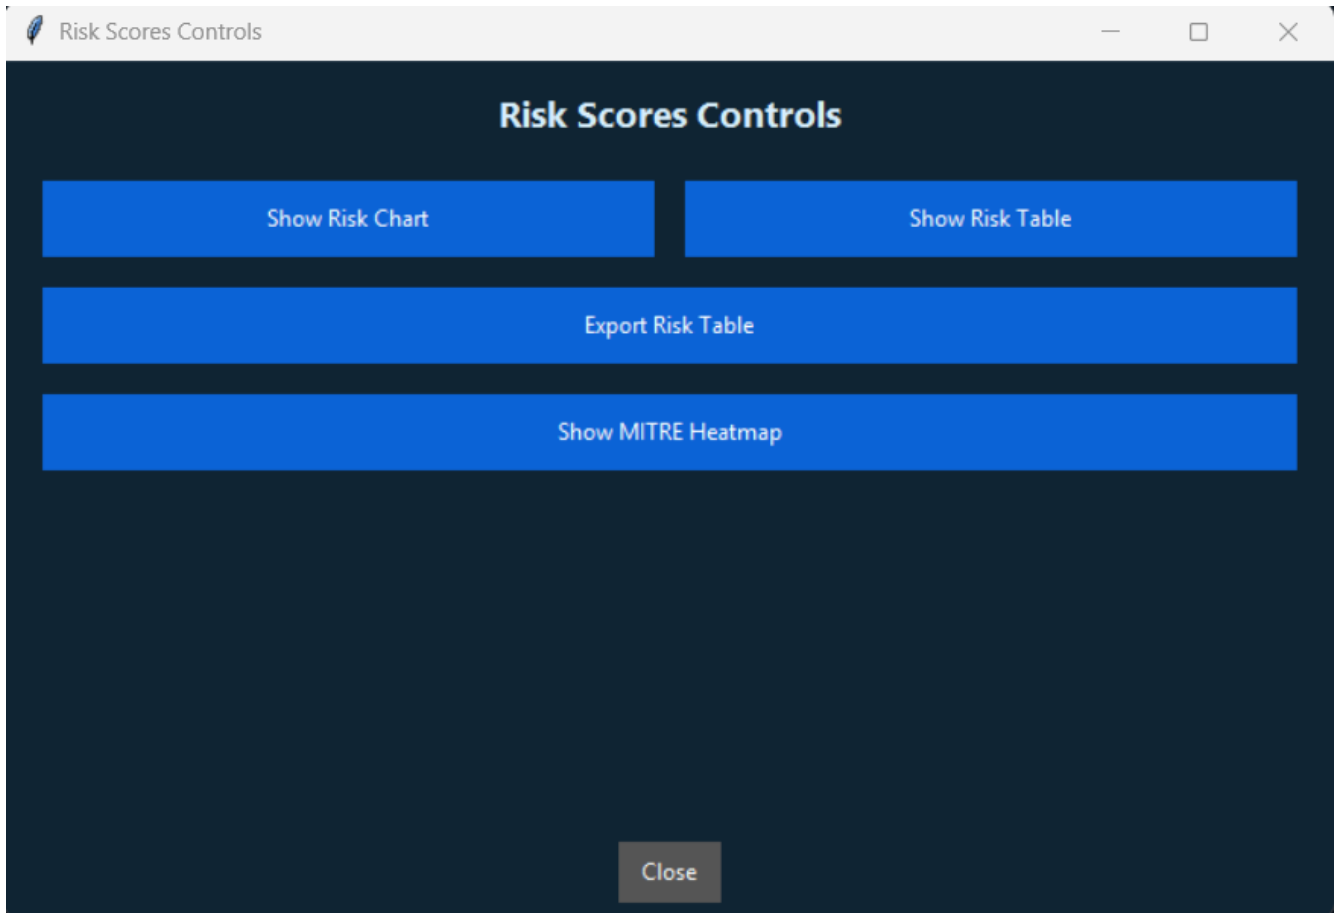 Risk Scores Controls
Risk Scores Controls
Show Risk Chart
Show Risk Table
Export Risk Table
Show MITRE Heatmap
Close